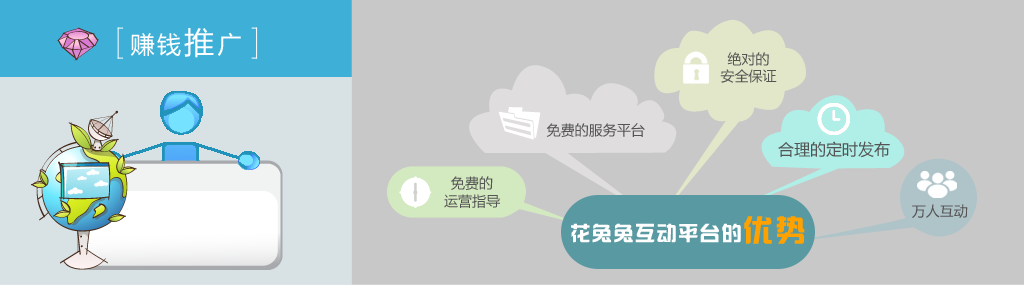 [赚钱推广]
绝对的
安全保证
免费的服务平台
合理的定时发布
免费的
运营指导
万人互动
花兔兔互动平台的优势